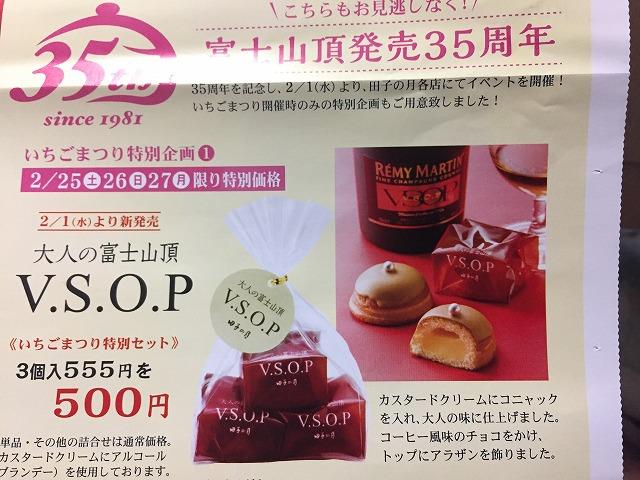 こちらもお見逃しなく!
35th
富士山頂発売35周年
35周年を記念し、2/1(水)より、田子の月各店にてイベントを開催!
いちごまつり開催時のみの特別企画もご用意致しました!
since 1981
いちごまつり特別企画❶
2/25土26日27月限り特別価格
2/1(水)より新発売
大人の富士山頂
V.S.O.P
《いちごまつり特別セット》
3個入555円を
500円
単品・その他の詰合せは通常価格。
カスタードクリームにアルコール
ブランデー)を使用しております。
大人の富士山頂
V.S.O.P
田子の月
V.S.O.P
V.S.O.P
田子の月
V.S.O.P
田子の月
RÉMY MARTIN
FINE CHAMPAGNE COGNAC
V.S.O.P
V.S.O.P
カスタードクリームにコニャック
を入れ、大人の味に仕上げました。
コーヒー風味のチョコをかけ、
トップにアラザンを飾りました。